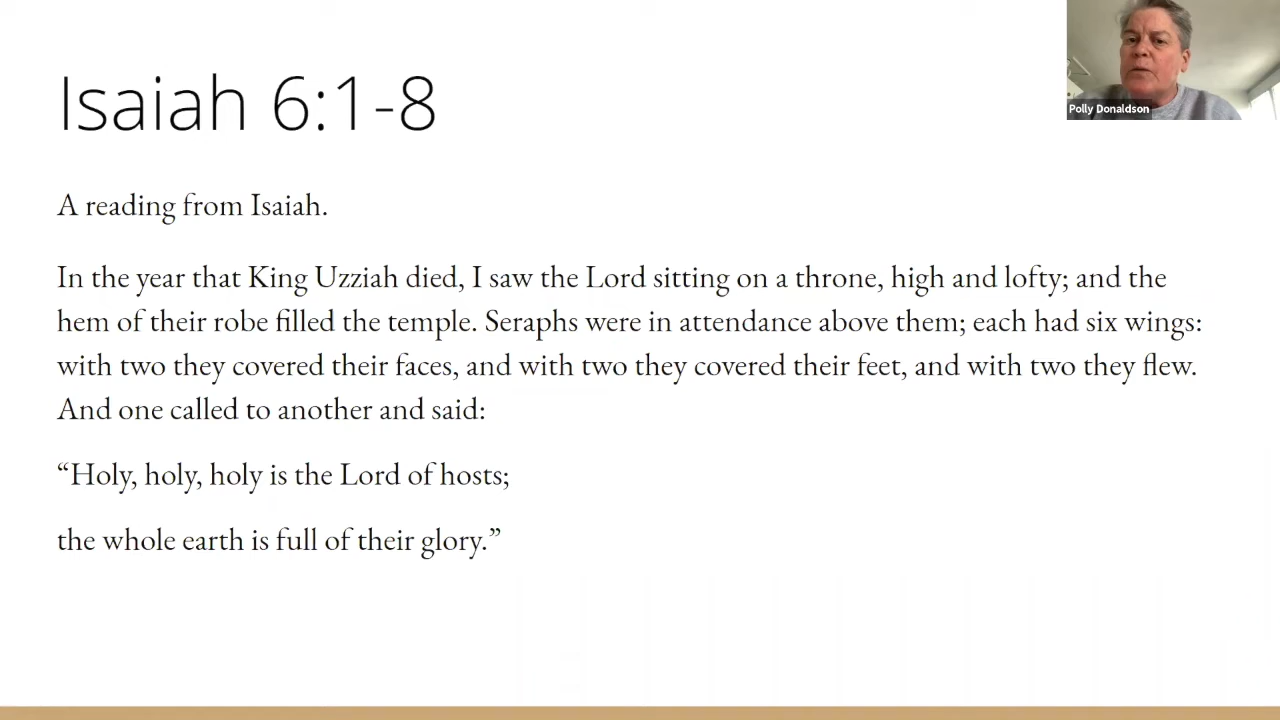 Isaiah 6:1-8
Polly Donaldson
A reading from Isaiah.
In the year that King Uzziah died, I saw the Lord sitting on a throne, high and lofty; and the
hem of their robe filled the temple. Seraphs were in attendance above them; each had six wings:
with two they covered their faces, and with two they covered their feet, and with two they flew.
And one called to another and said:
“Holy, holy, holy is the Lord of hosts;
the whole earth is full of their glory.”